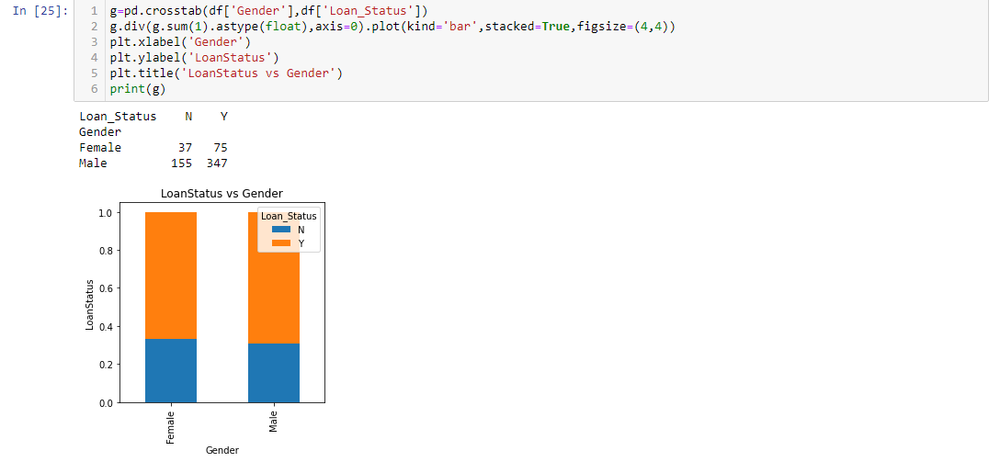 In [25]:
1 g=pd.crosstab(df['Gender'],df['Loan_Status'])
2 g.div(g.sum(1).astype(float),axis=0).plot(kind='bar',stacked=True,figsize=(4,4))
3 plt.xlabel('Gender')
4 plt.ylabel('LoanStatus')
5 plt.title('LoanStatus vs Gender')
6 print(g)
Loan_Status N Y
Gender
Female 37 75
Male 155 347
LoanStatus vs Gender
Loan_Status
N
Y
1.0
0.8
0.6
0.4
0.2
0.0
LoanStatus
Female
Male
Gender